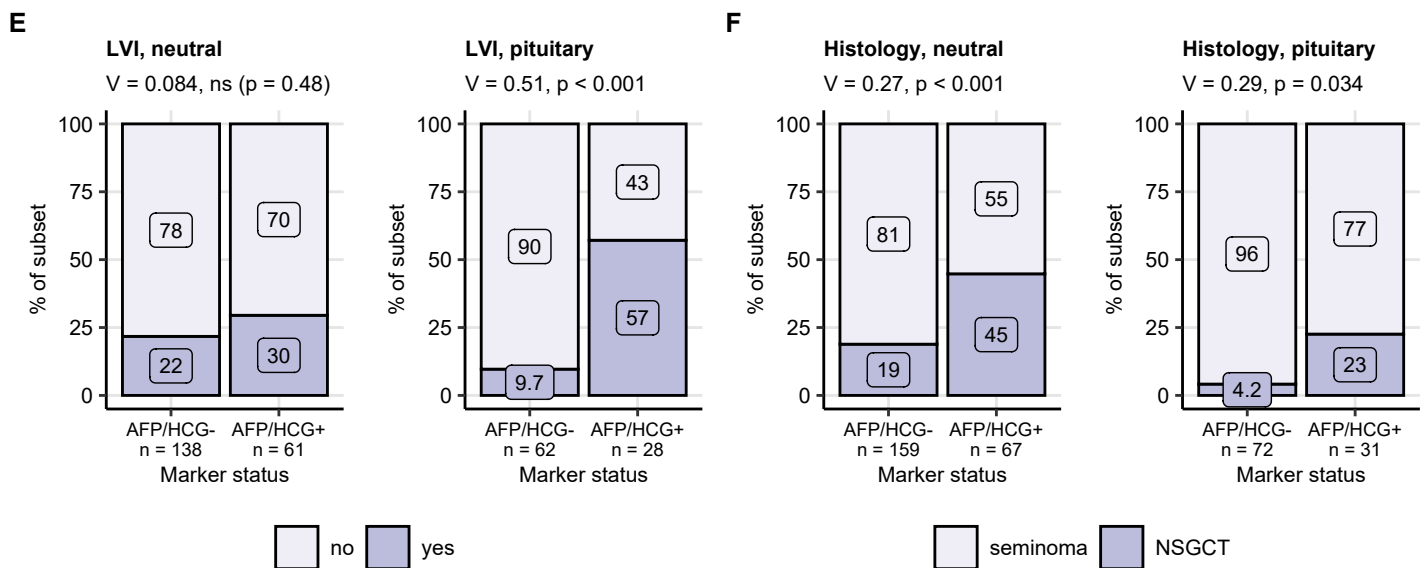 E
LVI, neutral
V = 0.084, ns (p = 0.48)
% of subset
100
75
50
25
0
78
22
70
30
AFP/HCG-
n = 138
AFP/HCG+
n = 61
Marker status
LVI, pituitary
V = 0.51, p < 0.001
% of subset
100
75
50
25
0
90
9.7
43
57
AFP/HCG-
n = 62
AFP/HCG+
n = 28
Marker status
no
yes
F
Histology, neutral
V = 0.27, p < 0.001
% of subset
100
75
50
25
0
81
19
55
45
AFP/HCG-
n = 159
AFP/HCG+
n = 67
Marker status
Histology, pituitary
V = 0.29, p = 0.034
% of subset
100
75
50
25
0
96
4.2
77
23
AFP/HCG-
n = 72
AFP/HCG+
n = 31
Marker status
seminoma
NSGCT